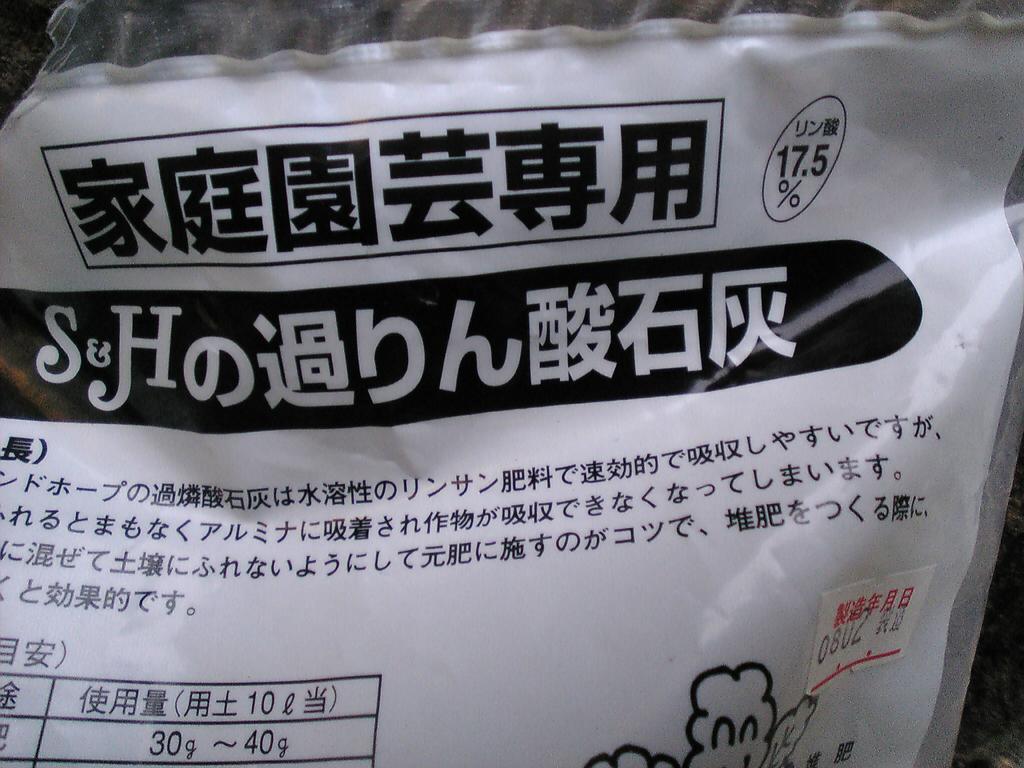 家庭園芸専用
リン酸
17.5
%
S&Hの過りん酸石灰
長)
ンドホープの過燐酸石灰は水溶性のリンサン肥料で速効的で吸収しやすいですが、
れるとまもなくアルミナに吸着され作物が吸収できなくなってしまいます。
に混ぜて土壌にふれないようにして元肥に施すのがコツで、堆肥をつくる際に、
くと効果的です。
目安)
途 使用量(用土10ℓ当)
肥 30g 〜40g
製造年月日
0802
堆肥